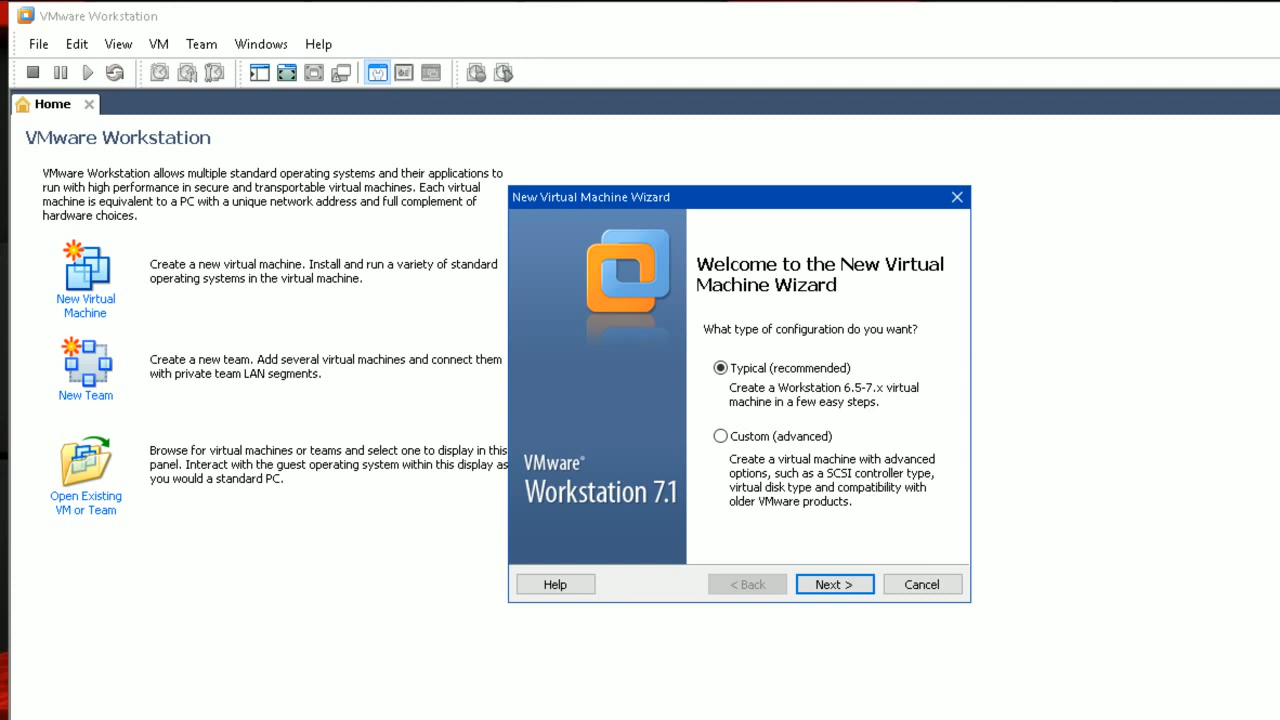 VMware Workstation
File Edit View VM Team Windows Help
Home
VMware Workstation
VMware Workstation allows multiple standard operating systems and their applications to
run with high performance in secure and transportable virtual machines. Each virtual
machine is equivalent to a PC with a unique network address and full complement of
hardware choices.
New Virtual
Machine
Create a new virtual machine. Install and run a variety of standard
operating systems in the virtual machine.
New Team
Create a new team. Add several virtual machines and connect them
with private team LAN segments.
Open Existing
VM or Team
Browse for virtual machines or teams and select one to display in this
panel. Interact with the guest operating system within this display as
you would a standard PC.
New Virtual Machine Wizard
VMware®
Workstation 7.1
Welcome to the New Virtual
Machine Wizard
What type of configuration do you want?
Typical (recommended)
Create a Workstation 6.5-7.x virtual
machine in a few easy steps.
Custom (advanced)
Create a virtual machine with advanced
options, such as a SCSI controller type,
virtual disk type and compatibility with
older VMware products.
Help
< Back
Next >
Cancel